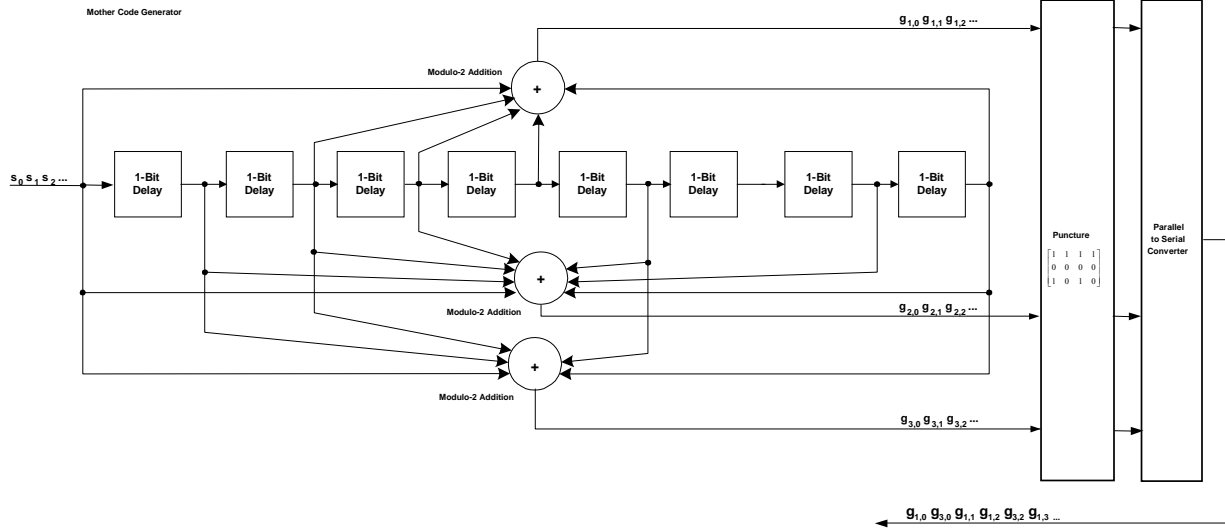 Mother Code Generator
g1,0 g1,1 g1,2 ...
Modulo-2 Addition
+
s0 s1 s2 ...
1-Bit
Delay
1-Bit
Delay
1-Bit
Delay
1-Bit
Delay
1-Bit
Delay
1-Bit
Delay
1-Bit
Delay
1-Bit
Delay
Puncture
1 1 1 1
0 0 0 0
1 0 1 0
Parallel
to Serial
Converter
+
Modulo-2 Addition
g2,0 g2,1 g2,2 ...
+
Modulo-2 Addition
g3,0 g3,1 g3,2 ...
g1,0 g3,0 g1,1 g1,2 g3,2 g1,3 ...